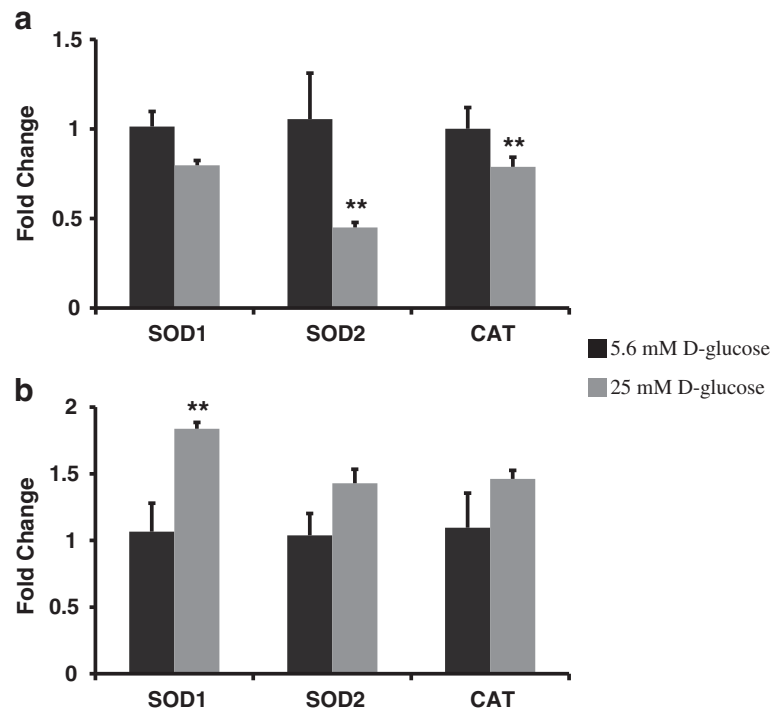 a
1.5
1
0.5
0
Fold Change
**
**
SOD1 SOD2 CAT
5.6 mM D-glucose
25 mM D-glucose
b
2
1.5
1
0.5
0
Fold Change
**
SOD1 SOD2 CAT